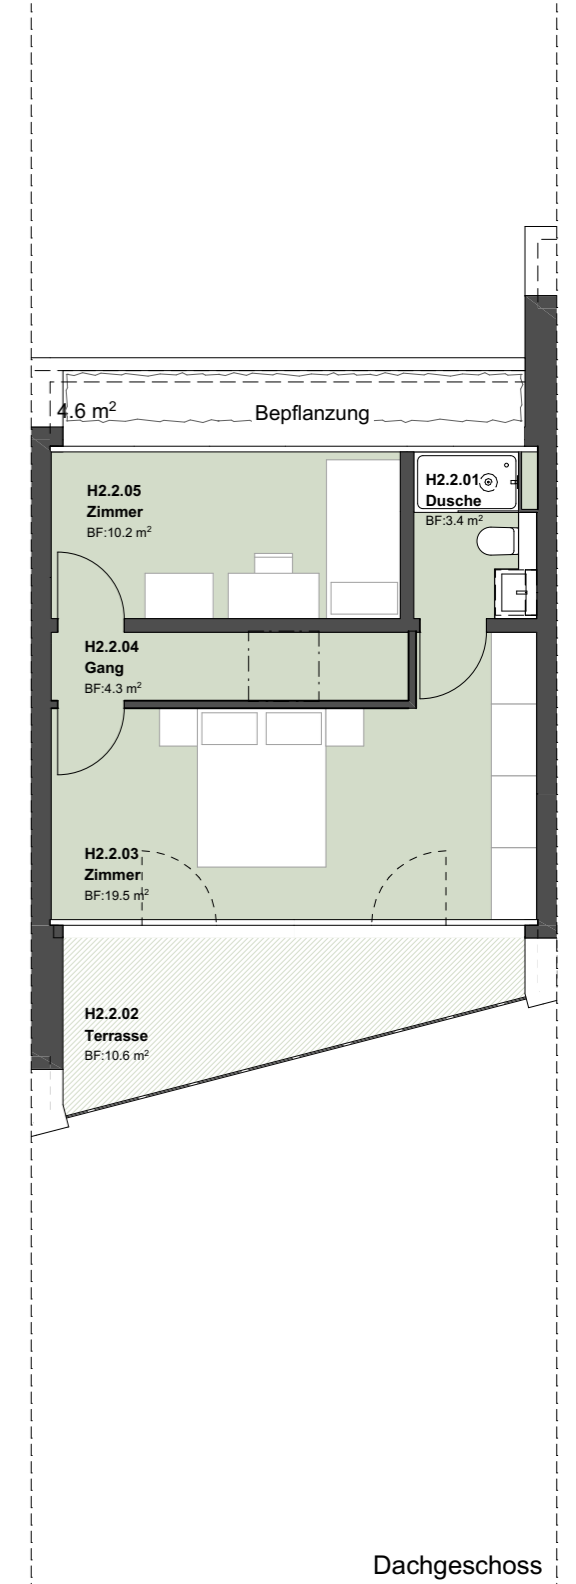 4.6 m²
Bepflanzung
H2.2.05
Zimmer
BF:10.2 m²
H2.2.01
Dusche
BF:3.4 m²
H2.2.04
Gang
BF:4.3 m²
H2.2.03
Zimmer
BF:19.5 m²
H2.2.02
Terrasse
BF:10.6 m²
Dachgeschoss